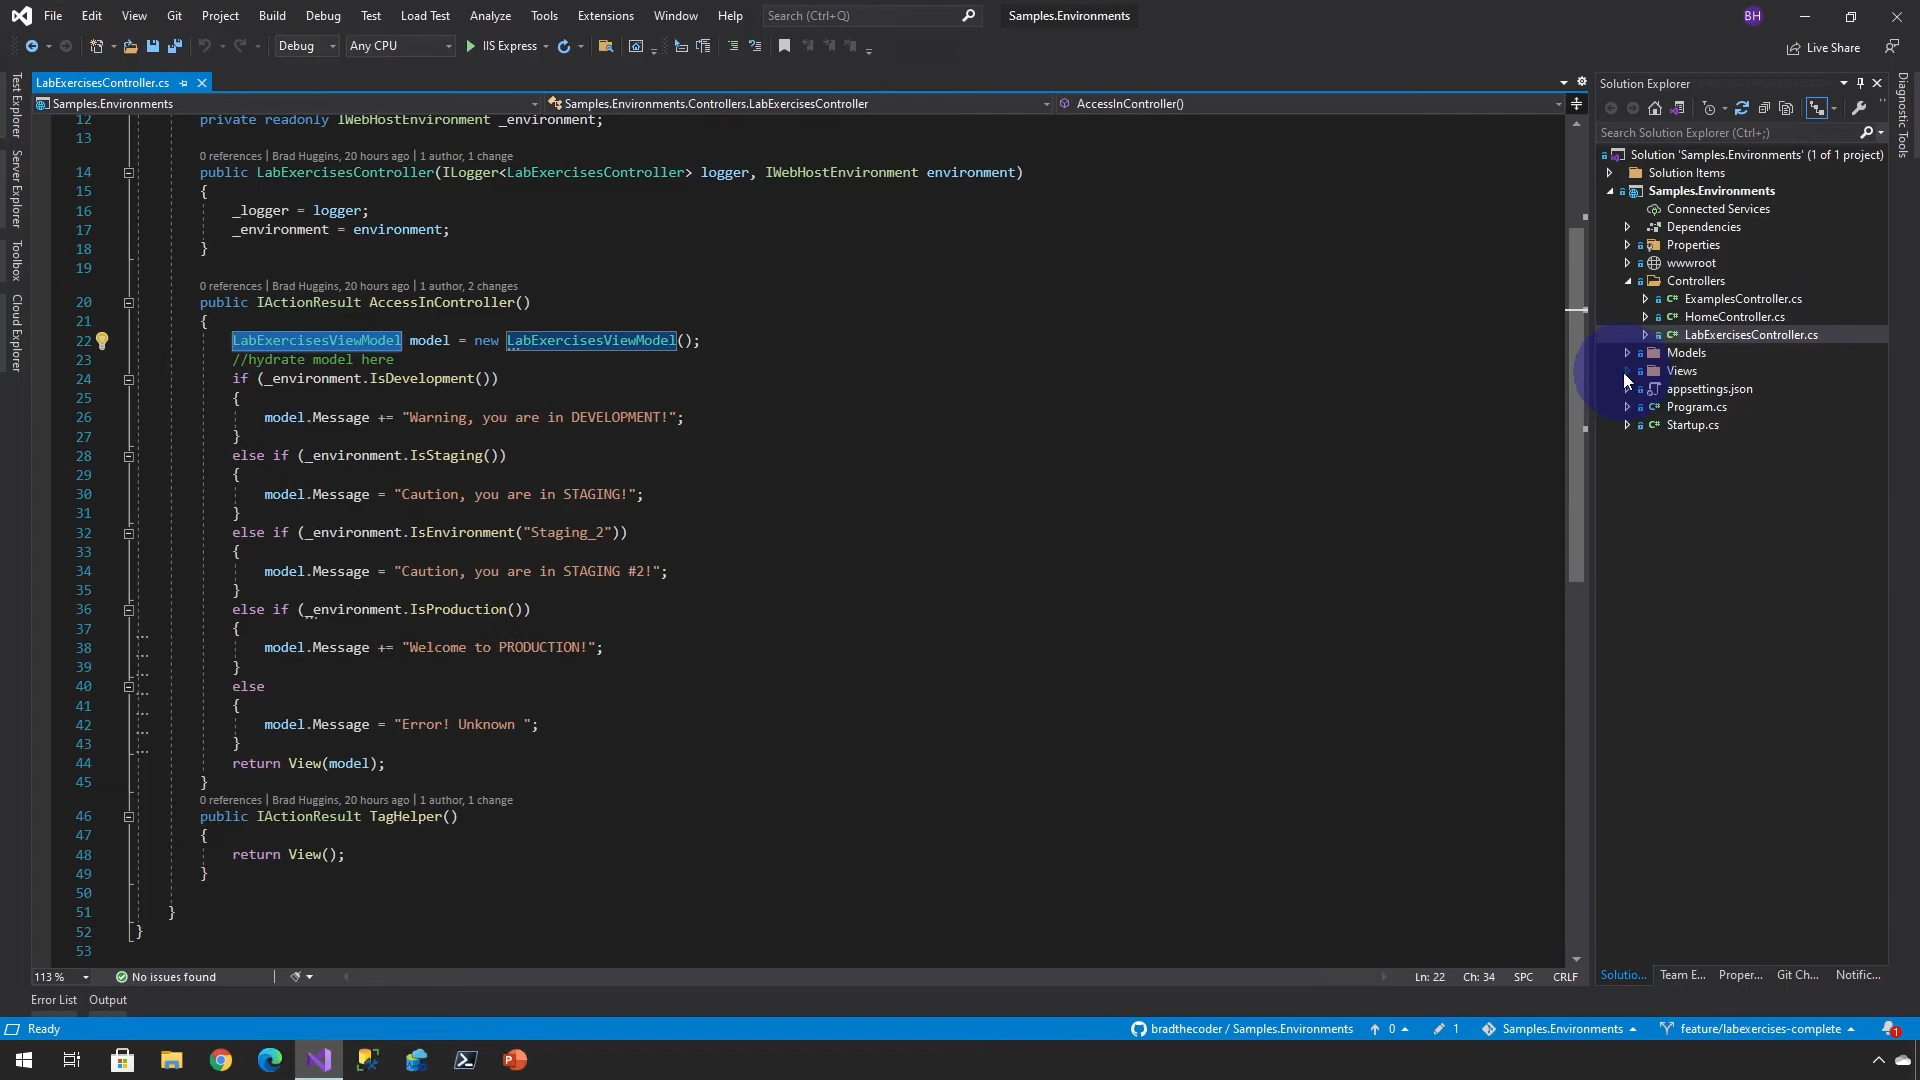 File Edit View Git Project Build Debug Test Load Test Analyze Tools Extensions Window Help Search (Ctrl+Q) Samples.Environments BH
Debug Any CPU IIS Express Live Share
LabExercisesController.cs
Samples.Environments Samples.Environments.Controllers.LabExercisesController AccessInController()
12 private readonly IWebHostEnvironment _environment;
13
0 references | Brad Huggins, 20 hours ago | 1 author, 1 change
14 public LabExercisesController(ILogger<LabExercisesController> logger, IWebHostEnvironment environment)
15 {
16 _logger = logger;
17 _environment = environment;
18 }
19
0 references | Brad Huggins, 20 hours ago | 1 author, 2 changes
20 public IActionResult AccessInController()
21 {
22 LabExercisesViewModel model = new LabExercisesViewModel();
23 //hydrate model here
24 if (_environment.IsDevelopment())
25 {
26 model.Message += "Warning, you are in DEVELOPMENT!";
27 }
28 else if (_environment.IsStaging())
29 {
30 model.Message = "Caution, you are in STAGING!";
31 }
32 else if (_environment.IsEnvironment("Staging_2"))
33 {
34 model.Message = "Caution, you are in STAGING #2!";
35 }
36 else if (_environment.IsProduction())
37 {
38 model.Message += "Welcome to PRODUCTION!";
39 }
40 else
41 {
42 model.Message = "Error! Unknown ";
43 }
44 return View(model);
45 }
0 references | Brad Huggins, 20 hours ago | 1 author, 1 change
46 public IActionResult TagHelper()
47 {
48 return View();
49 }
50
51 }
52 }
53
113 % No issues found Ln: 22 Ch: 34 SPC CRLF
Error List Output
Test Explorer
Server Explorer
Toolbox
Cloud Explorer
Solution Explorer
Search Solution Explorer (Ctrl+;)
Solution 'Samples.Environments' (1 of 1 project)
Solution Items
Samples.Environments
Connected Services
Dependencies
Properties
wwwroot
Controllers
C# ExamplesController.cs
C# HomeController.cs
C# LabExercisesController.cs
Models
Views
appsettings.json
C# Program.cs
C# Startup.cs
Solutio... Team E... Proper... Git Ch... Notific...
Diagnostic Tools
Ready bradthecoder / Samples.Environments 0 1 Samples.Environments feature/labexercises-complete 1